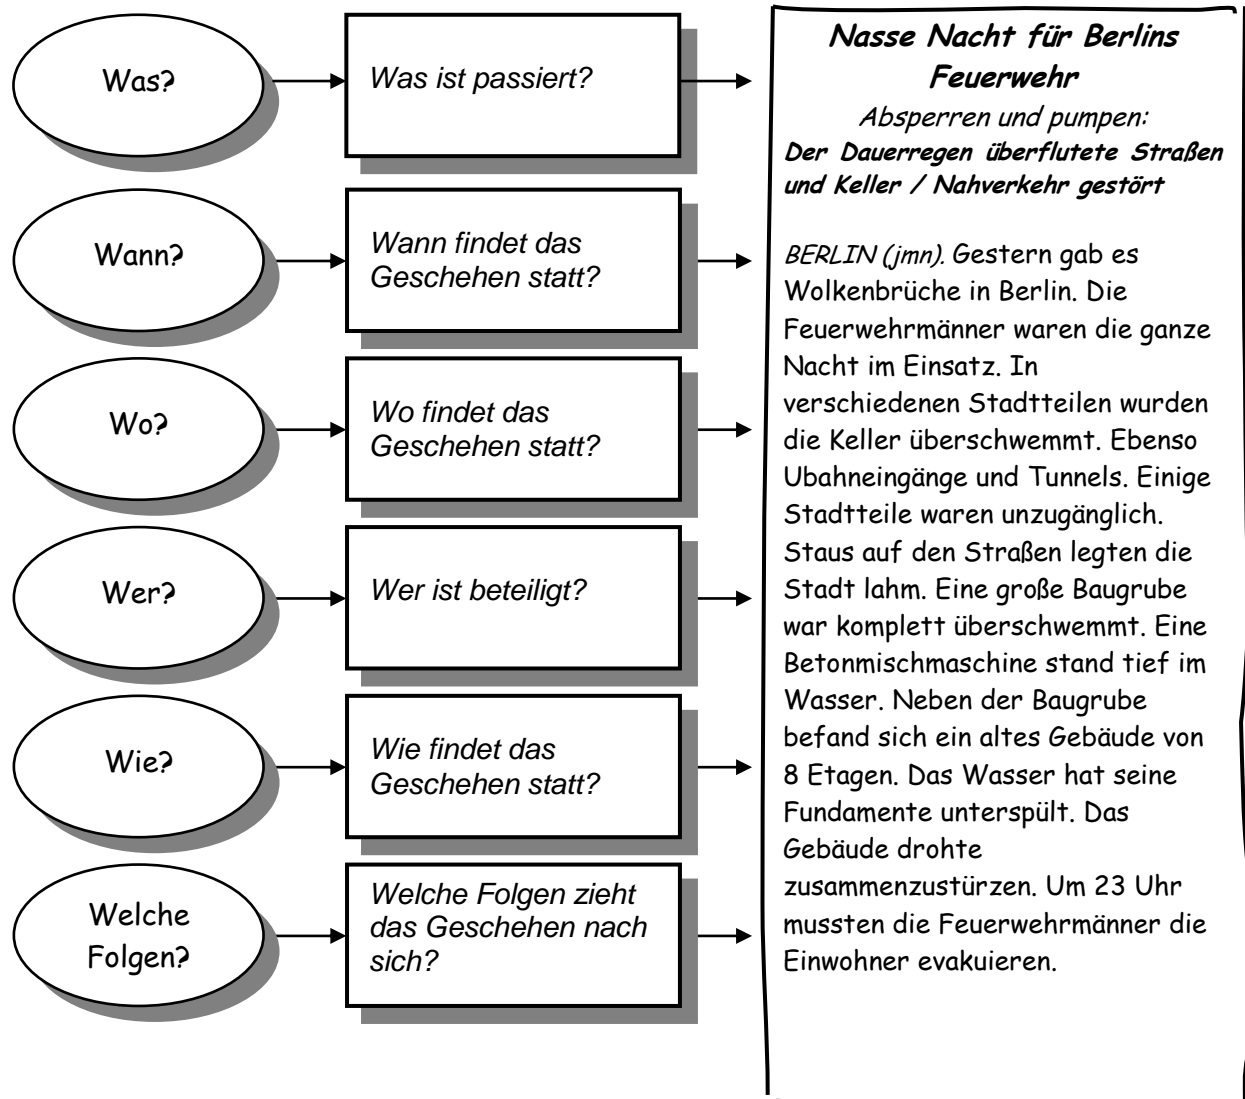 Was?
Was ist passiert?
Wann?
Wann findet das
Geschehen statt?
Wo?
Wo findet das
Geschehen statt?
Wer?
Wer ist beteiligt?
Wie?
Wie findet das
Geschehen statt?
Welche
Folgen?
Welche Folgen zieht
das Geschehen nach
sich?
Nasse Nacht für Berlins
Feuerwehr
Absperren und pumpen:
Der Dauerregen überflutete Straßen
und Keller / Nahverkehr gestört
BERLIN (jmn). Gestern gab es
Wolkenbrüche in Berlin. Die
Feuerwehrmänner waren die ganze
Nacht im Einsatz. In
verschiedenen Stadtteilen wurden
die Keller überschwemmt. Ebenso
Ubahneingänge und Tunnels. Einige
Stadtteile waren unzugänglich.
Staus auf den Straßen legten die
Stadt lahm. Eine große Baugrube
war komplett überschwemmt. Eine
Betonmischmaschine stand tief im
Wasser. Neben der Baugrube
befand sich ein altes Gebäude von
8 Etagen. Das Wasser hat seine
Fundamente unterspült. Das
Gebäude drohte
zusammenzustürzen. Um 23 Uhr
mussten die Feuerwehrmänner die
Einwohner evakuieren.